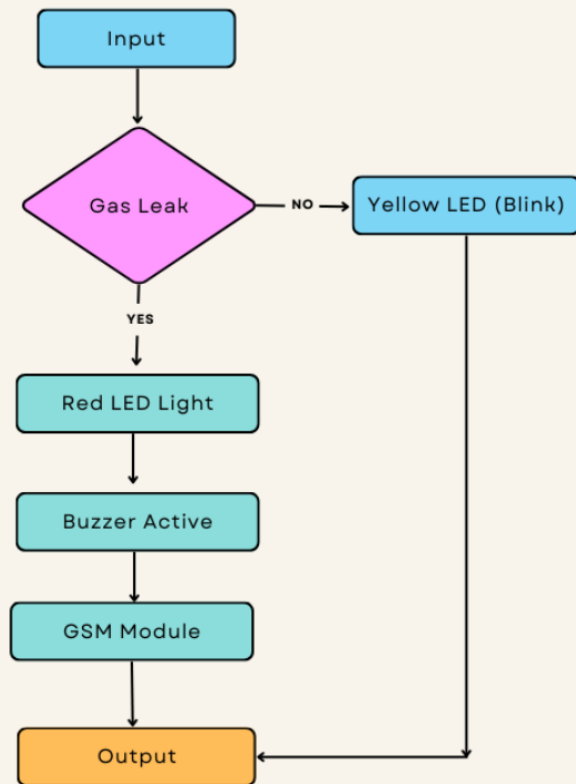 Input
Gas Leak
NO
Yellow LED (Blink)
YES
Red LED Light
Buzzer Active
GSM Module
Output